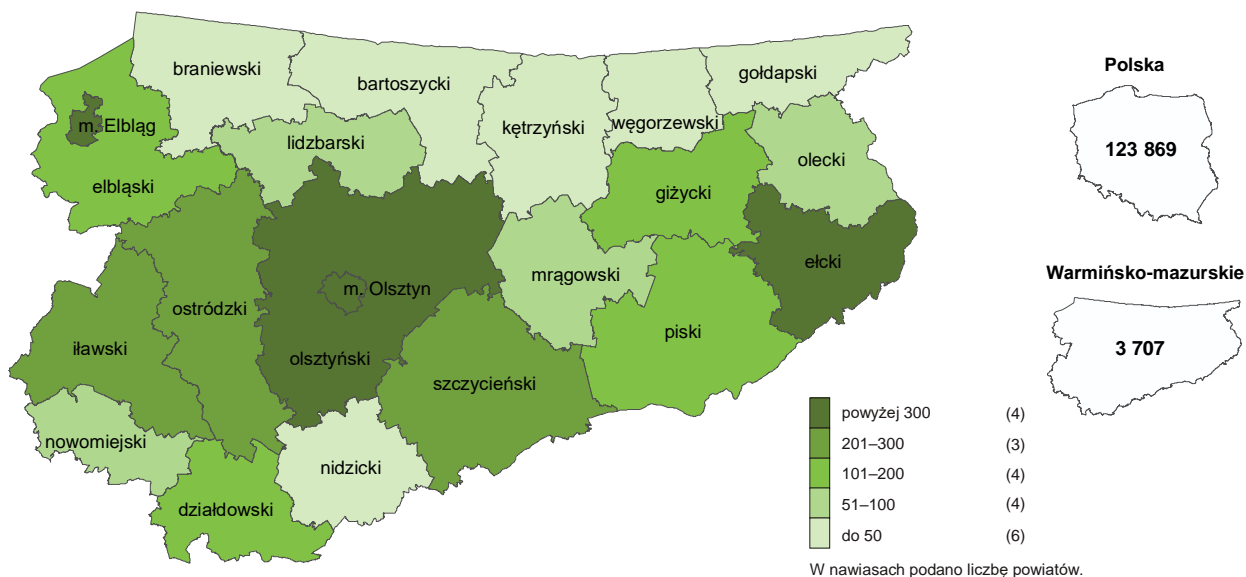 braniewski
bartoszycki
gołdapski
Polska
m. Elbląg
kętrzyński
węgorzewski
lidzbarski
olecki
123 869
elbląski
giżycki
ełcki
mrągowski
Warmińsko-mazurskie
m. Olsztyn
ostródzki
piski
iławski
3 707
olsztyński
szczycieński
nowomiejski
nidzicki
działdowski
powyżej 300 (4)
201–300 (3)
101–200 (4)
51–100 (4)
do 50 (6)
W nawiasach podano liczbę powiatów.